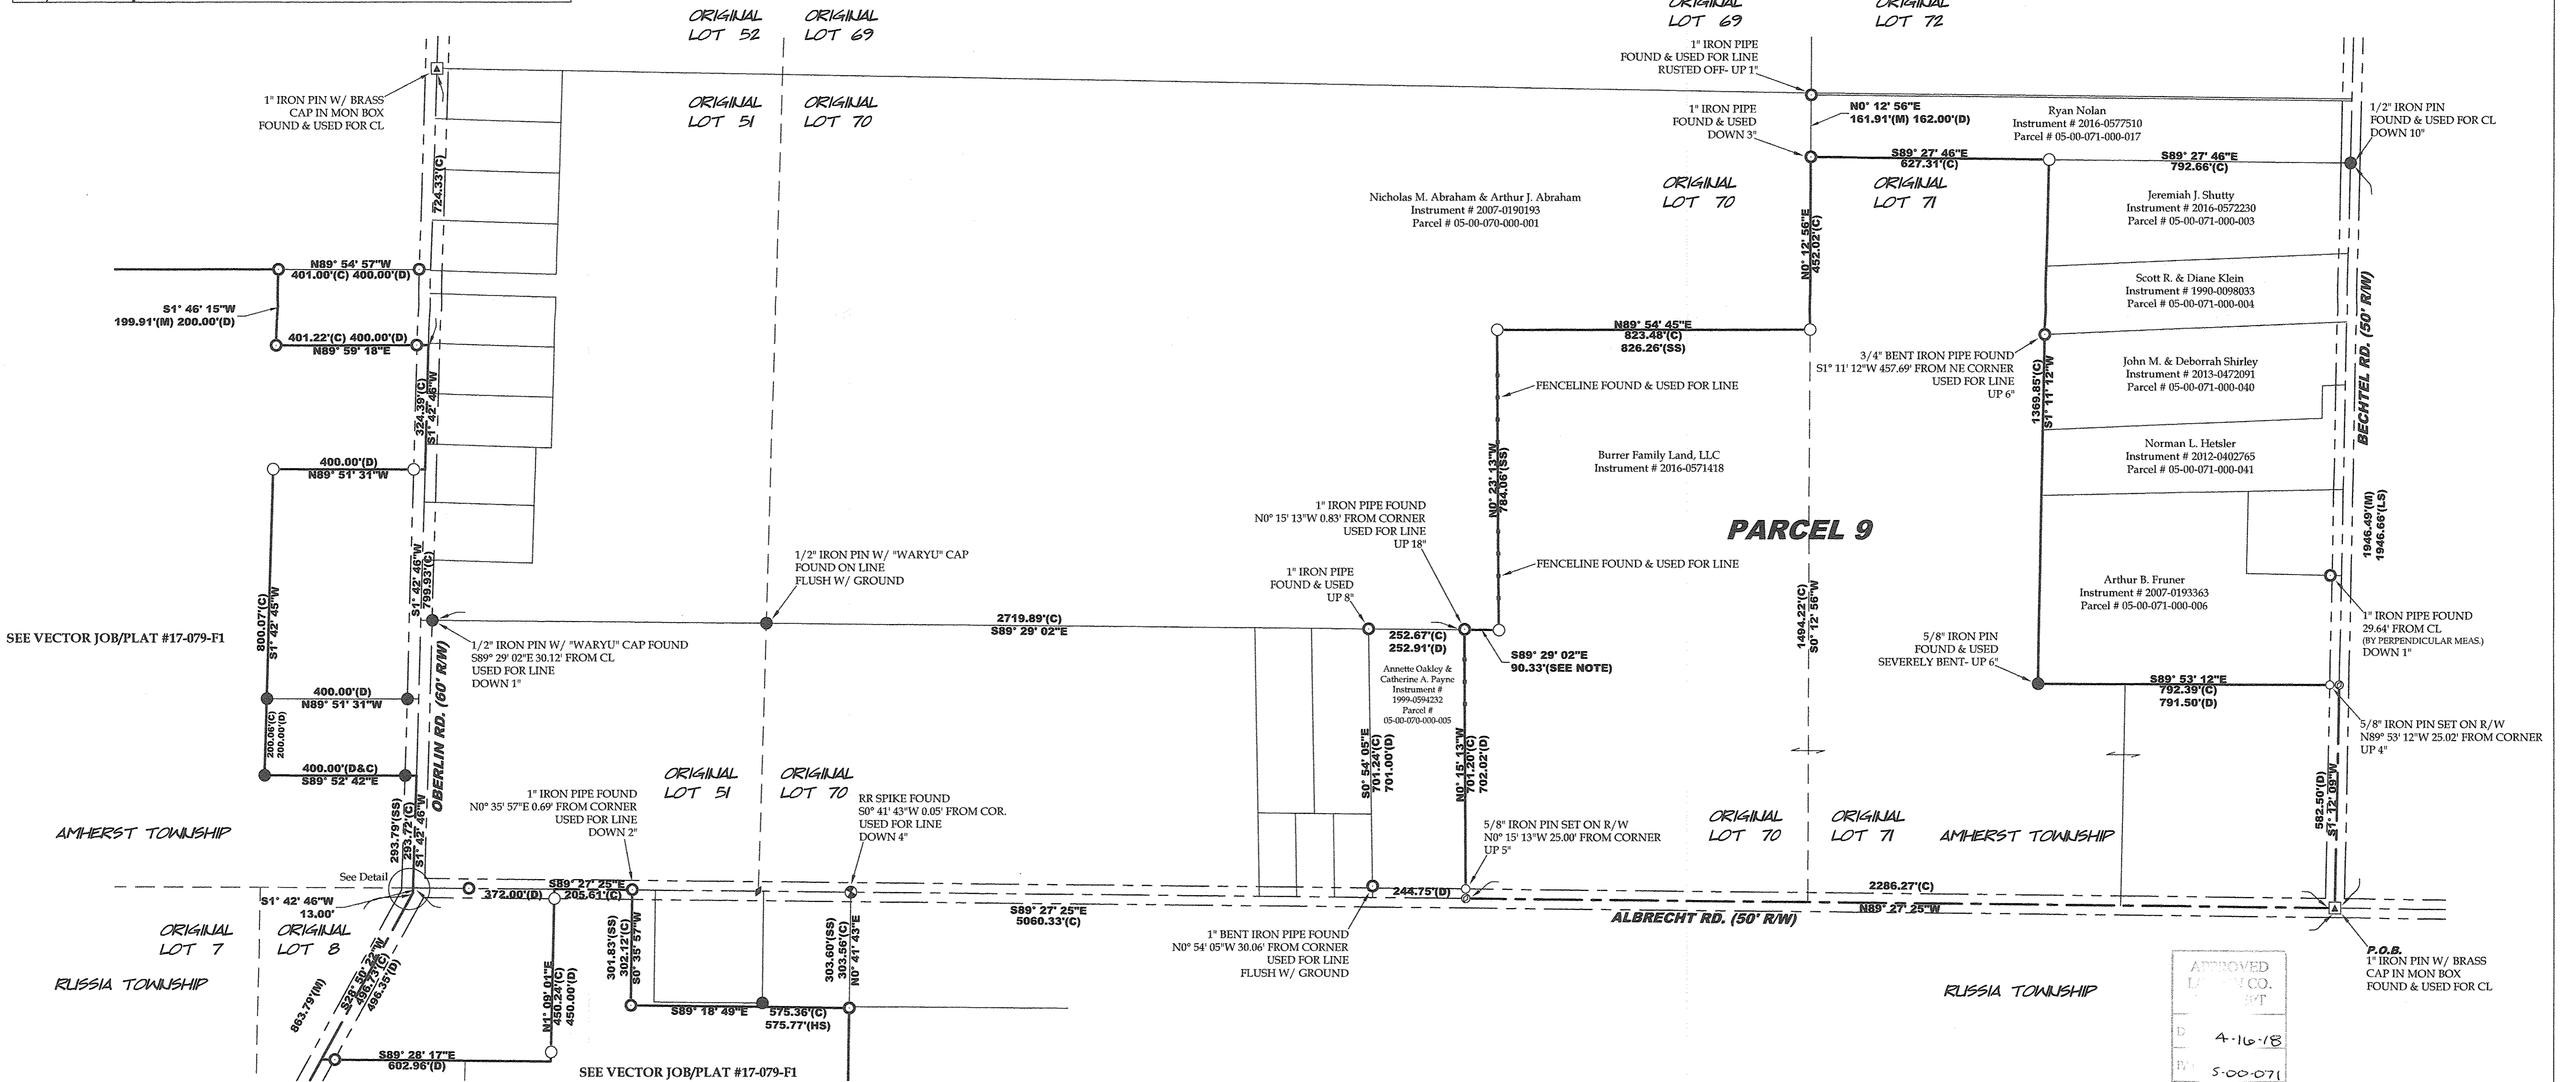 ORIGINAL
LOT 52
ORIGINAL
LOT 69
ORIGINAL
LOT 69
ORIGINAL
LOT 72
1" IRON PIPE
FOUND & USED FOR LINE
RUSTED OFF- UP 1"
1" IRON PIN W/ BRASS
CAP IN MON BOX
FOUND & USED FOR CL
ORIGINAL
LOT 51
ORIGINAL
LOT 70
1" IRON PIPE
FOUND & USED
DOWN 3"
N0° 12' 56"E
161.91'(M) 162.00'(D)
Ryan Nolan
Instrument # 2016-0577510
Parcel # 05-00-071-000-017
1/2" IRON PIN
FOUND & USED FOR CL
DOWN 10"
724.33'(C)
S89° 27' 46"E
627.31'(C)
S89° 27' 46"E
792.66'(C)
Nicholas M. Abraham & Arthur J. Abraham
Instrument # 2007-0190193
Parcel # 05-00-070-000-001
ORIGINAL
LOT 70
ORIGINAL
LOT 71
Jeremiah J. Shutty
Instrument # 2016-0572230
Parcel # 05-00-071-000-003
N0° 12' 56"E
452.02'(C)
N89° 54' 57"W
401.00'(C) 400.00'(D)
S1° 46' 15"W
199.91'(M) 200.00'(D)
401.22'(C) 400.00'(D)
N89° 59' 18"E
Scott R. & Diane Klein
Instrument # 1990-0098033
Parcel # 05-00-071-000-004
BECHTEL RD. (50' R/W)
N89° 54' 45"E
823.48'(C)
826.26'(SS)
3/4" BENT IRON PIPE FOUND
S1° 11' 12"W 457.69' FROM NE CORNER
USED FOR LINE
UP 6"
John M. & Deborrah Shirley
Instrument # 2013-0472091
Parcel # 05-00-071-000-040
324.39'(C)
S1° 42' 46"W
FENCELINE FOUND & USED FOR LINE
1369.85'(C)
S1° 11' 12"W
Norman L. Hetsler
Instrument # 2012-0402765
Parcel # 05-00-071-000-041
400.00'(D)
N89° 51' 31"W
Burrer Family Land, LLC
Instrument # 2016-0571418
N0° 23' 13"W
784.06'(SS)
1" IRON PIPE FOUND
N0° 15' 13"W 0.83' FROM CORNER
USED FOR LINE
UP 18"
PARCEL 9
1946.49'(M)
1946.66'(LS)
S1° 42' 46"W
799.93'(C)
1/2" IRON PIN W/ "WARYU" CAP
FOUND ON LINE
FLUSH W/ GROUND
1" IRON PIPE
FOUND & USED
UP 8"
FENCELINE FOUND & USED FOR LINE
Arthur B. Fruner
Instrument # 2007-0193363
Parcel # 05-00-071-000-006
800.07'(C)
S1° 42' 45"W
1494.22'(C)
S0° 12' 56"W
SEE VECTOR JOB/PLAT #17-079-F1
2719.89'(C)
S89° 29' 02"E
252.67'(C)
252.91'(D)
1" IRON PIPE FOUND
29.64' FROM CL
(BY PERPENDICULAR MEAS.)
DOWN 1"
1/2" IRON PIN W/ "WARYU" CAP FOUND
S89° 29' 02"E 30.12' FROM CL
USED FOR LINE
DOWN 1"
S89° 29' 02"E
90.33'(SEE NOTE)
5/8" IRON PIN
FOUND & USED
SEVERELY BENT- UP 6"
Annette Oakley &
Catherine A. Payne
Instrument #
1999-0594232
Parcel #
05-00-070-000-005
OBERLIN RD. (60' R/W)
400.00'(D)
N89° 51' 31"W
S89° 53' 12"E
792.39'(C)
791.50'(D)
200.06'(C)
200.00'(D)
5/8" IRON PIN SET ON R/W
N89° 53' 12"W 25.02' FROM CORNER
UP 4"
400.00'(D&C)
S89° 52' 42"E
S0° 54' 05"E
701.24'(C)
701.00'(D)
N0° 15' 13"W
701.20'(C)
702.02'(D)
ORIGINAL
LOT 51
ORIGINAL
LOT 70
1" IRON PIPE FOUND
N0° 35' 57"E 0.69' FROM CORNER
USED FOR LINE
DOWN 2"
RR SPIKE FOUND
S0° 41' 43"W 0.05' FROM COR.
USED FOR LINE
DOWN 4"
582.50'(D)
S1° 12' 09"W
AMHERST TOWNSHIP
293.79'(SS)
293.72'(C)
S1° 42' 46"W
5/8" IRON PIN SET ON R/W
N0° 15' 13"W 25.00' FROM CORNER
UP 5"
ORIGINAL
LOT 70
ORIGINAL
LOT 71
AMHERST TOWNSHIP
See Detail
S1° 42' 46"W
13.00'
S89° 27' 25"E
372.00'(D)
205.61'(C)
244.75'(D)
2286.27'(C)
N89° 27' 25"W
S89° 27' 25"E
5060.33'(C)
ALBRECHT RD. (50' R/W)
ORIGINAL
LOT 7
ORIGINAL
LOT 8
301.83'(SS)
302.12'(C)
S0° 35' 57"W
303.60'(SS)
303.56'(C)
N0° 41' 43"E
1" BENT IRON PIPE FOUND
N0° 54' 05"W 30.06' FROM CORNER
USED FOR LINE
FLUSH W/ GROUND
P.O.B.
1" IRON PIN W/ BRASS
CAP IN MON BOX
FOUND & USED FOR CL
RUSSIA TOWNSHIP
863.79'(M)
S28° 50' 22"W
496.73'(C)
496.35'(D)
N1° 09' 01"E
450.24'(C)
450.00'(D)
S89° 18' 49"E
575.36'(C)
575.77'(HS)
RUSSIA TOWNSHIP
APPROVED
CO.
4-16-18
5-00-071
S89° 28' 17"E
602.96'(D)
SEE VECTOR JOB/PLAT #17-079-F1